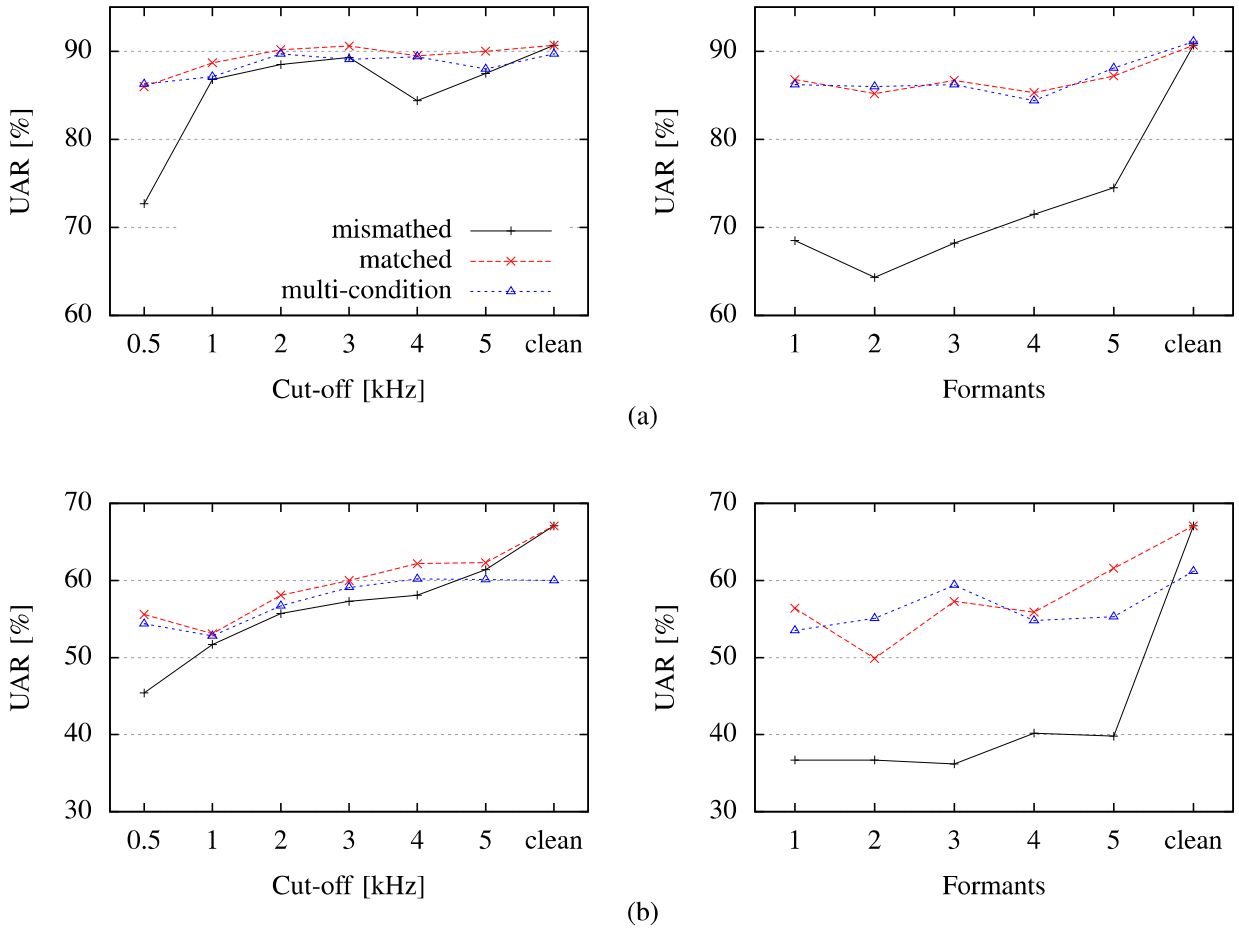 90
80
70
60
UAR [%]
mismathed
matched
multi-condition
0.5 1 2 3 4 5 clean
Cut-off [kHz]
90
80
70
60
UAR [%]
1 2 3 4 5 clean
Formants
(a)
70
60
50
40
30
UAR [%]
0.5 1 2 3 4 5 clean
Cut-off [kHz]
70
60
50
40
30
UAR [%]
1 2 3 4 5 clean
Formants
(b)